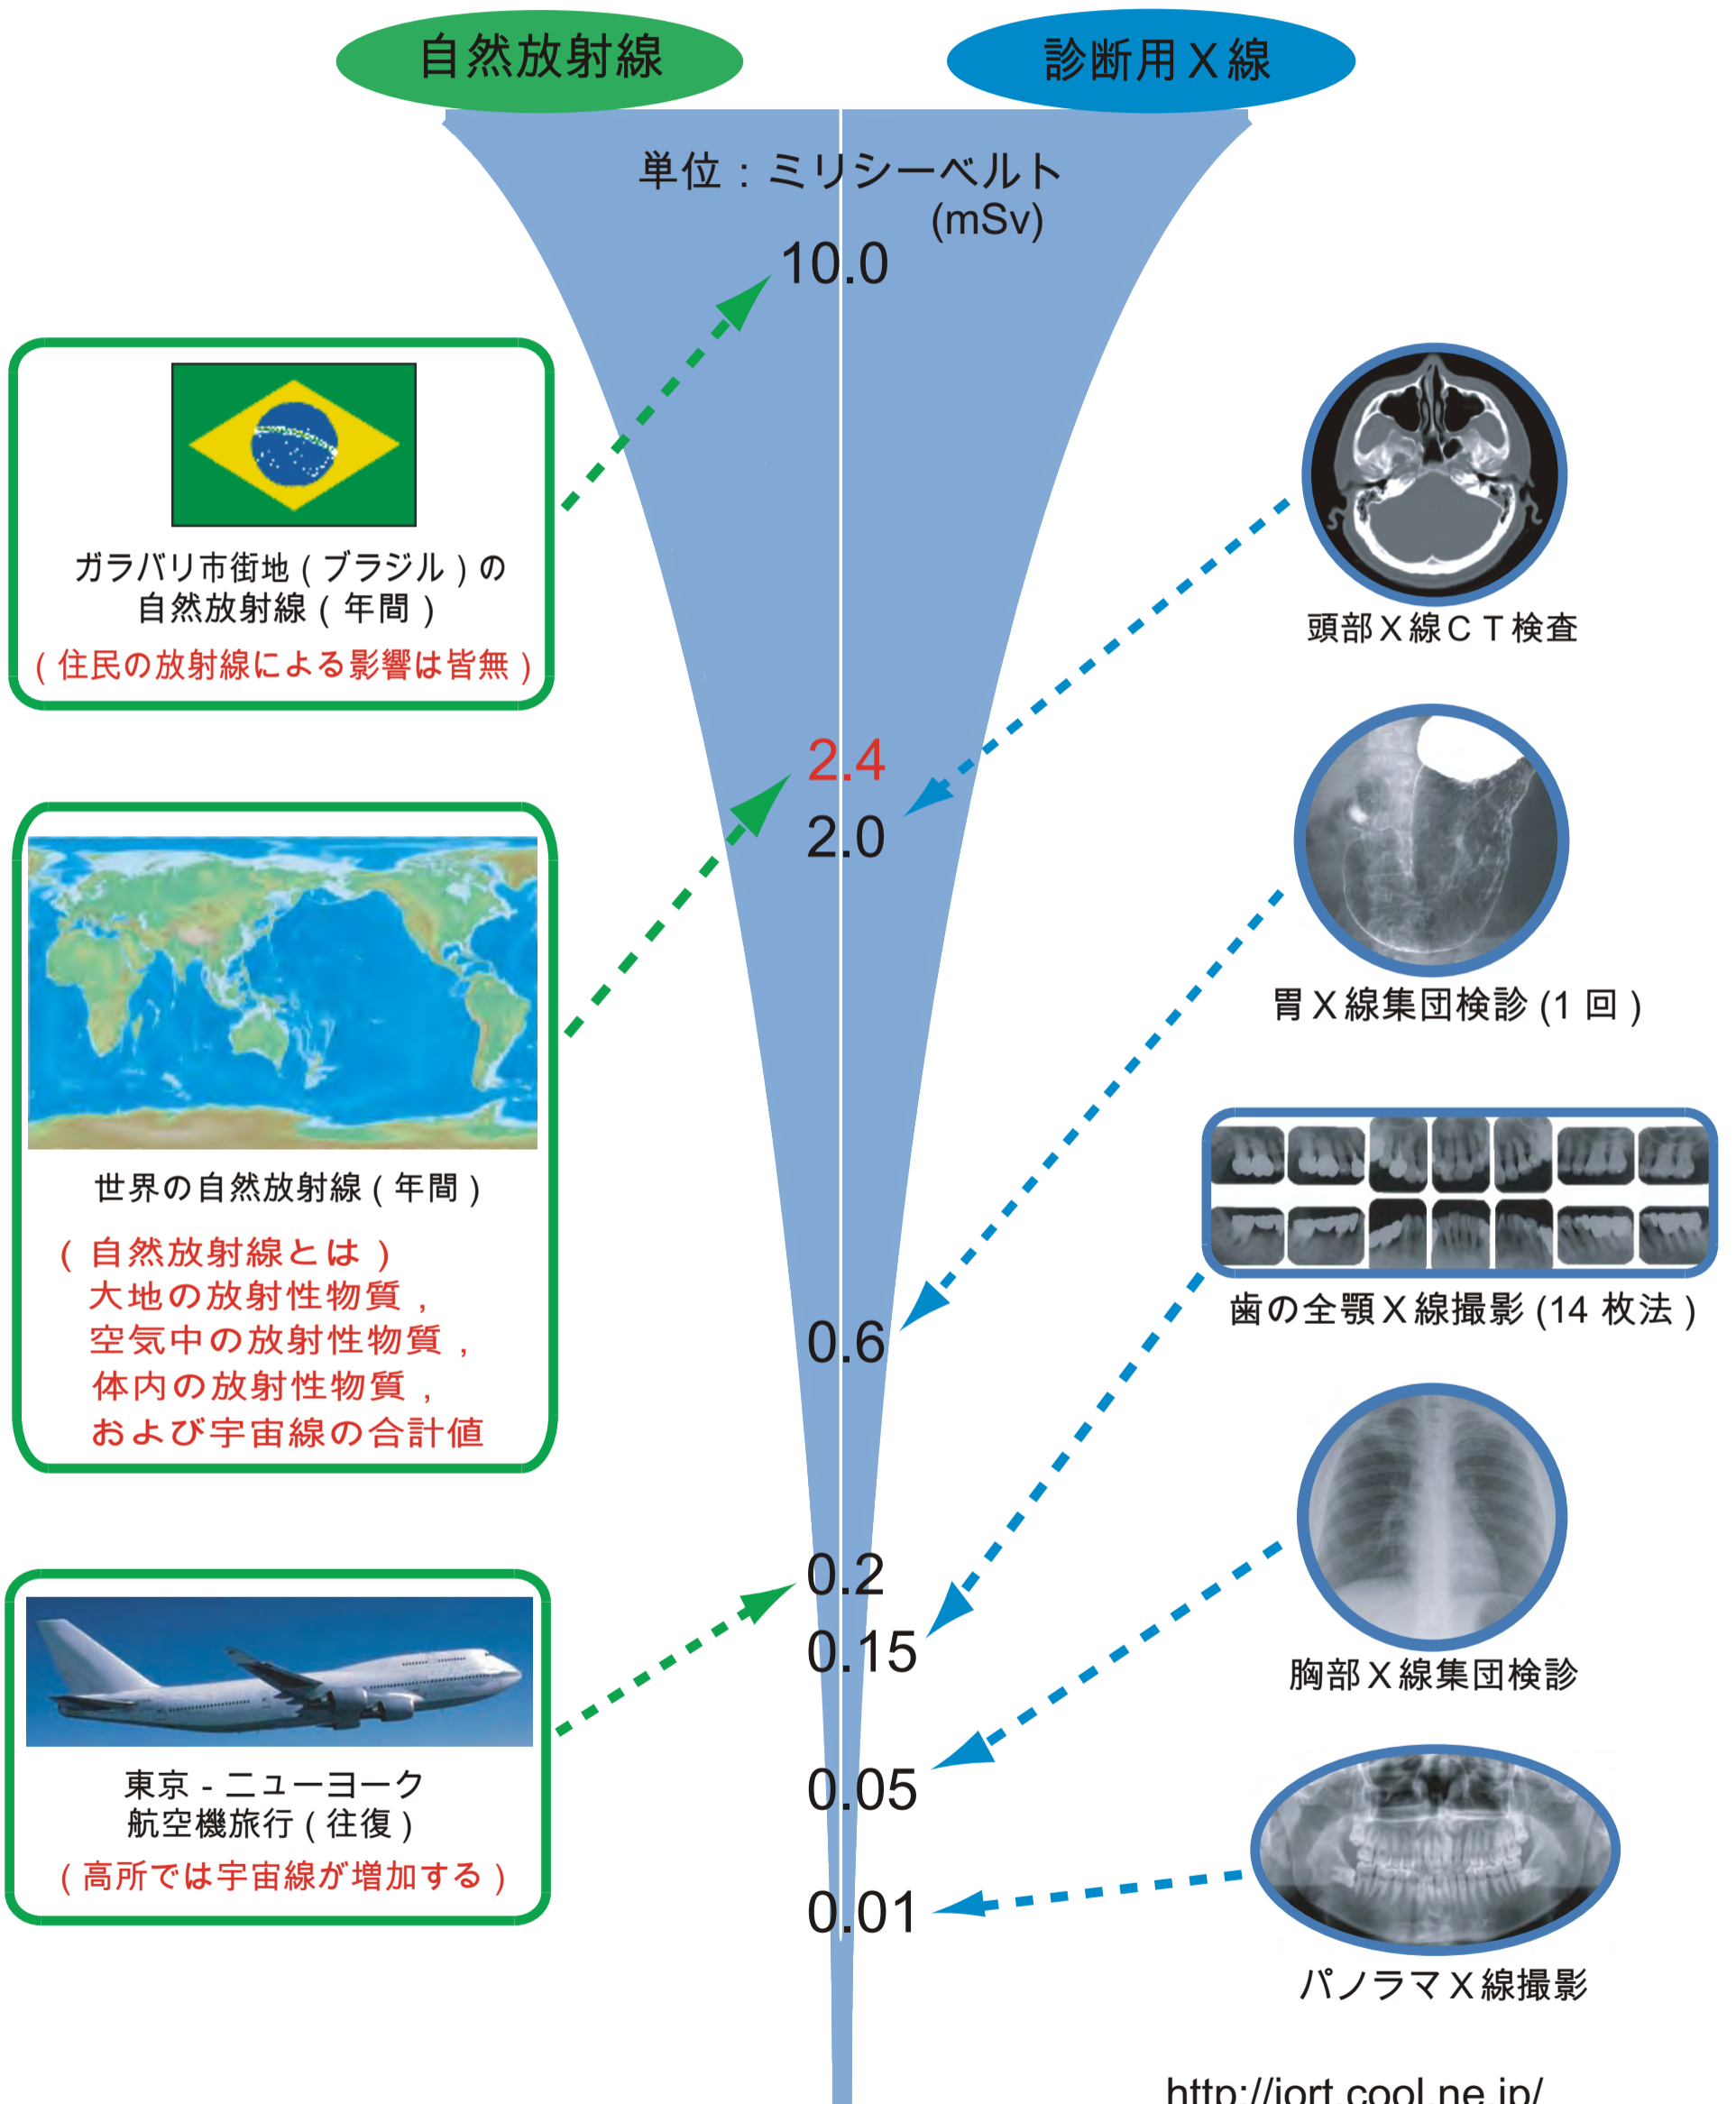 自然放射線
診断用X線
単位：ミリシーベルト
(mSv)
10.0
2.4
2.0
0.6
0.2
0.15
0.05
0.01
ガラバリ市街地(ブラジル)の
自然放射線(年間)
(住民の放射線による影響は皆無)
世界の自然放射線(年間)
(自然放射線とは)
大地の放射性物質，
空気中の放射性物質，
体内の放射性物質，
および宇宙線の合計値
東京-ニューヨーク
航空機旅行(往復)
(高所では宇宙線が増加する)
頭部X線CT検査
胃X線集団検診(1回)
歯の全顎X線撮影(14枚法)
胸部X線集団検診
パノラマX線撮影
http://iort.cool.ne.jp/